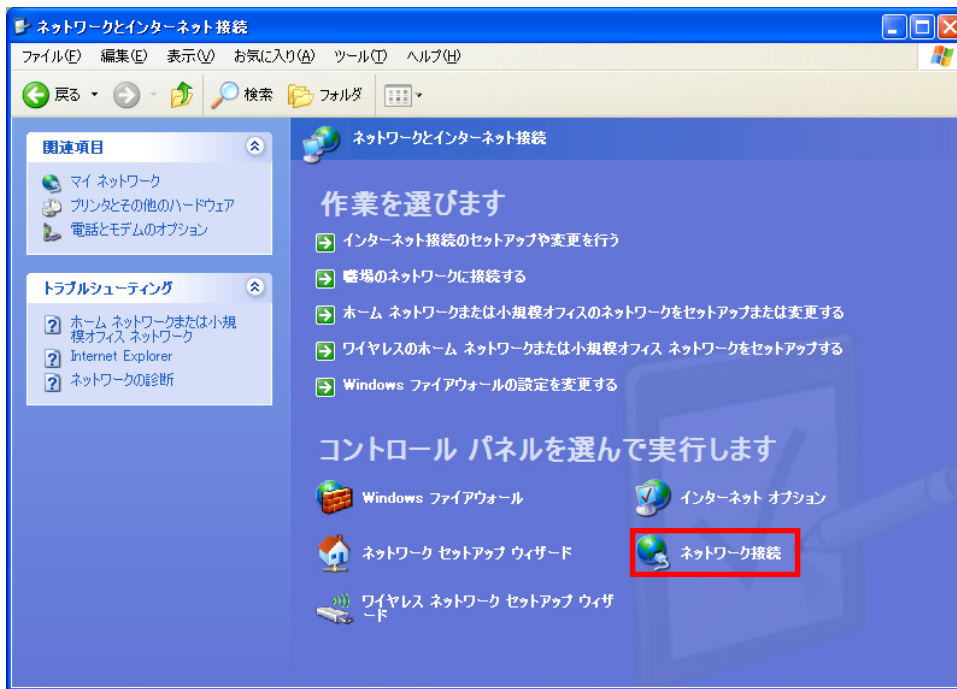 ネットワークとインターネット接続
ファイル(F) 編集(E) 表示(V) お気に入り(A) ツール(T) ヘルプ(H)
戻る 検索 フォルダ
関連項目
マイ ネットワーク
プリンタとその他のハードウェア
電話とモデムのオプション
トラブルシューティング
ホーム ネットワークまたは小規
模オフィス ネットワーク
Internet Explorer
ネットワークの診断
ネットワークとインターネット接続
作業を選びます
インターネット接続のセットアップや変更を行う
職場のネットワークに接続する
ホーム ネットワークまたは小規模オフィスのネットワークをセットアップまたは変更する
ワイヤレスのホーム ネットワークまたは小規模オフィス ネットワークをセットアップする
Windows ファイアウォールの設定を変更する
コントロール パネルを選んで実行します
Windows ファイアウォール
インターネット オプション
ネットワーク セットアップ ウィザード
ネットワーク接続
ワイヤレス ネットワーク セットアップ ウィザ
ード